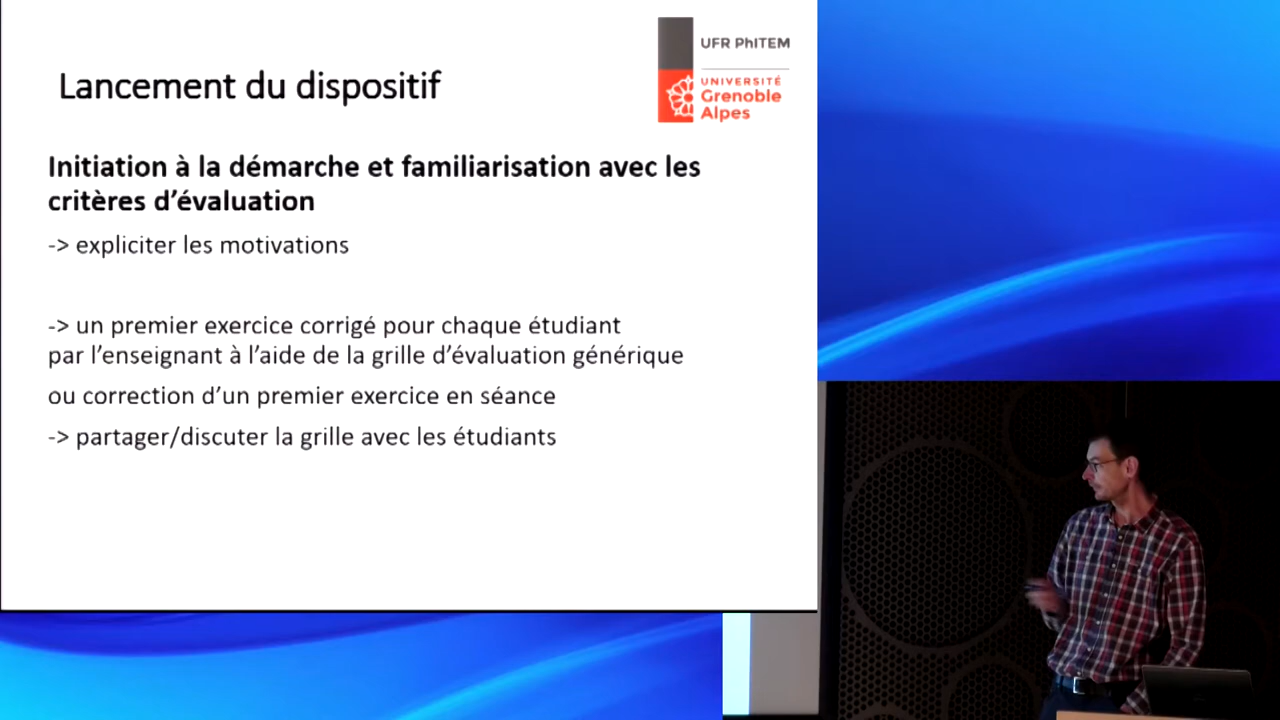 UFR PhITEM
UNIVERSITÉ
Grenoble
Alpes
Lancement du dispositif
Initiation à la démarche et familiarisation avec les
critères d’évaluation
-> expliciter les motivations
-> un premier exercice corrigé pour chaque étudiant
par l’enseignant à l’aide de la grille d’évaluation générique
ou correction d’un premier exercice en séance
-> partager/discuter la grille avec les étudiants